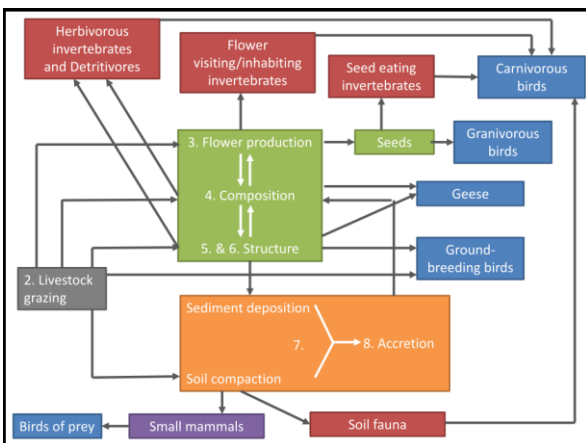 Herbivorous
invertebrates
and Detritivores
Flower
visiting/inhabiting
invertebrates
Seed eating
invertebrates
Carnivorous
birds
3. Flower production
Seeds
Granivorous
birds
4. Composition
Geese
5. & 6. Structure
Ground-
breeding birds
2. Livestock
grazing
Sediment deposition
7.
8. Accretion
Soil compaction
Birds of prey
Small mammals
Soil fauna